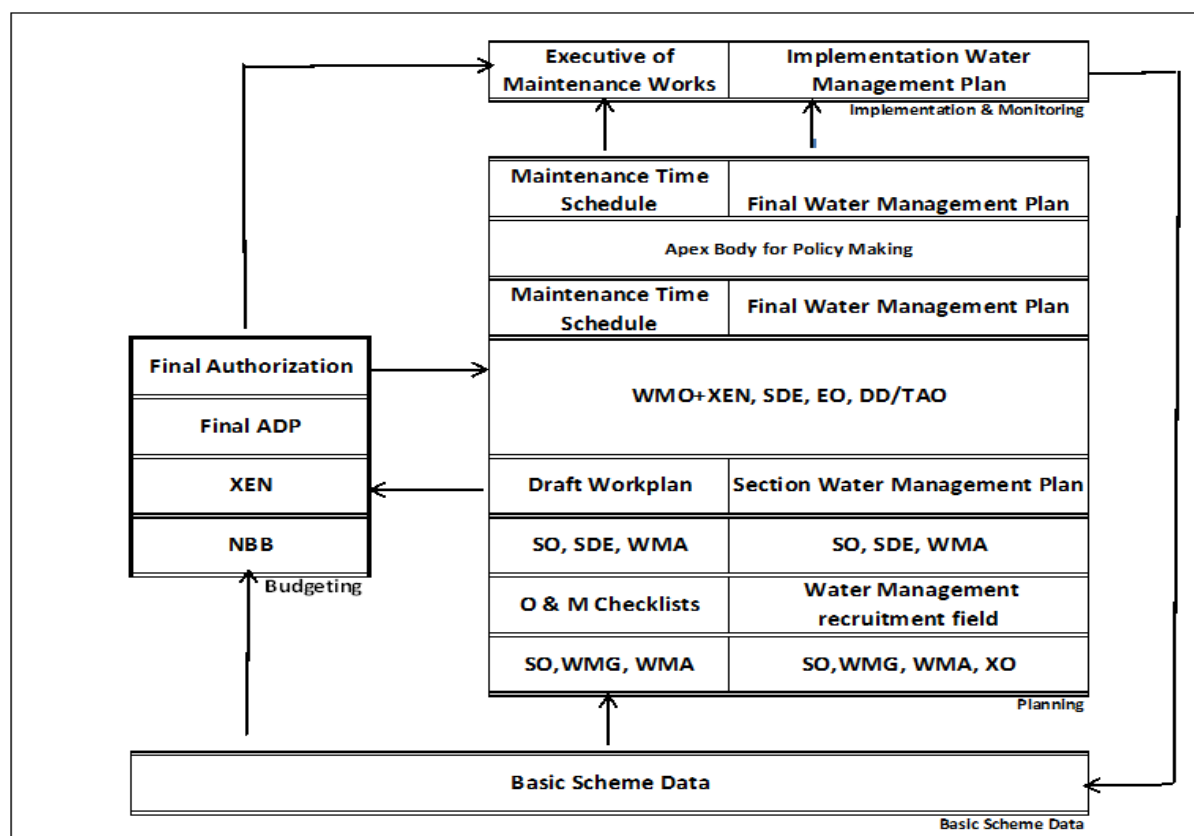 Executive of
Maintenance Works
Implementation Water
Management Plan
Implementation & Monitoring
Maintenance Time
Schedule
Final Water Management Plan
Apex Body for Policy Making
Maintenance Time
Schedule
Final Water Management Plan
Final Authorization
Final ADP
XEN
NBB
Budgeting
WMO+XEN, SDE, EO, DD/TAO
Draft Workplan
Section Water Management Plan
SO, SDE, WMA
SO, SDE, WMA
O & M Checklists
Water Management
recruitment field
SO,WMG, WMA
SO,WMG, WMA, XO
Planning
Basic Scheme Data
Basic Scheme Data